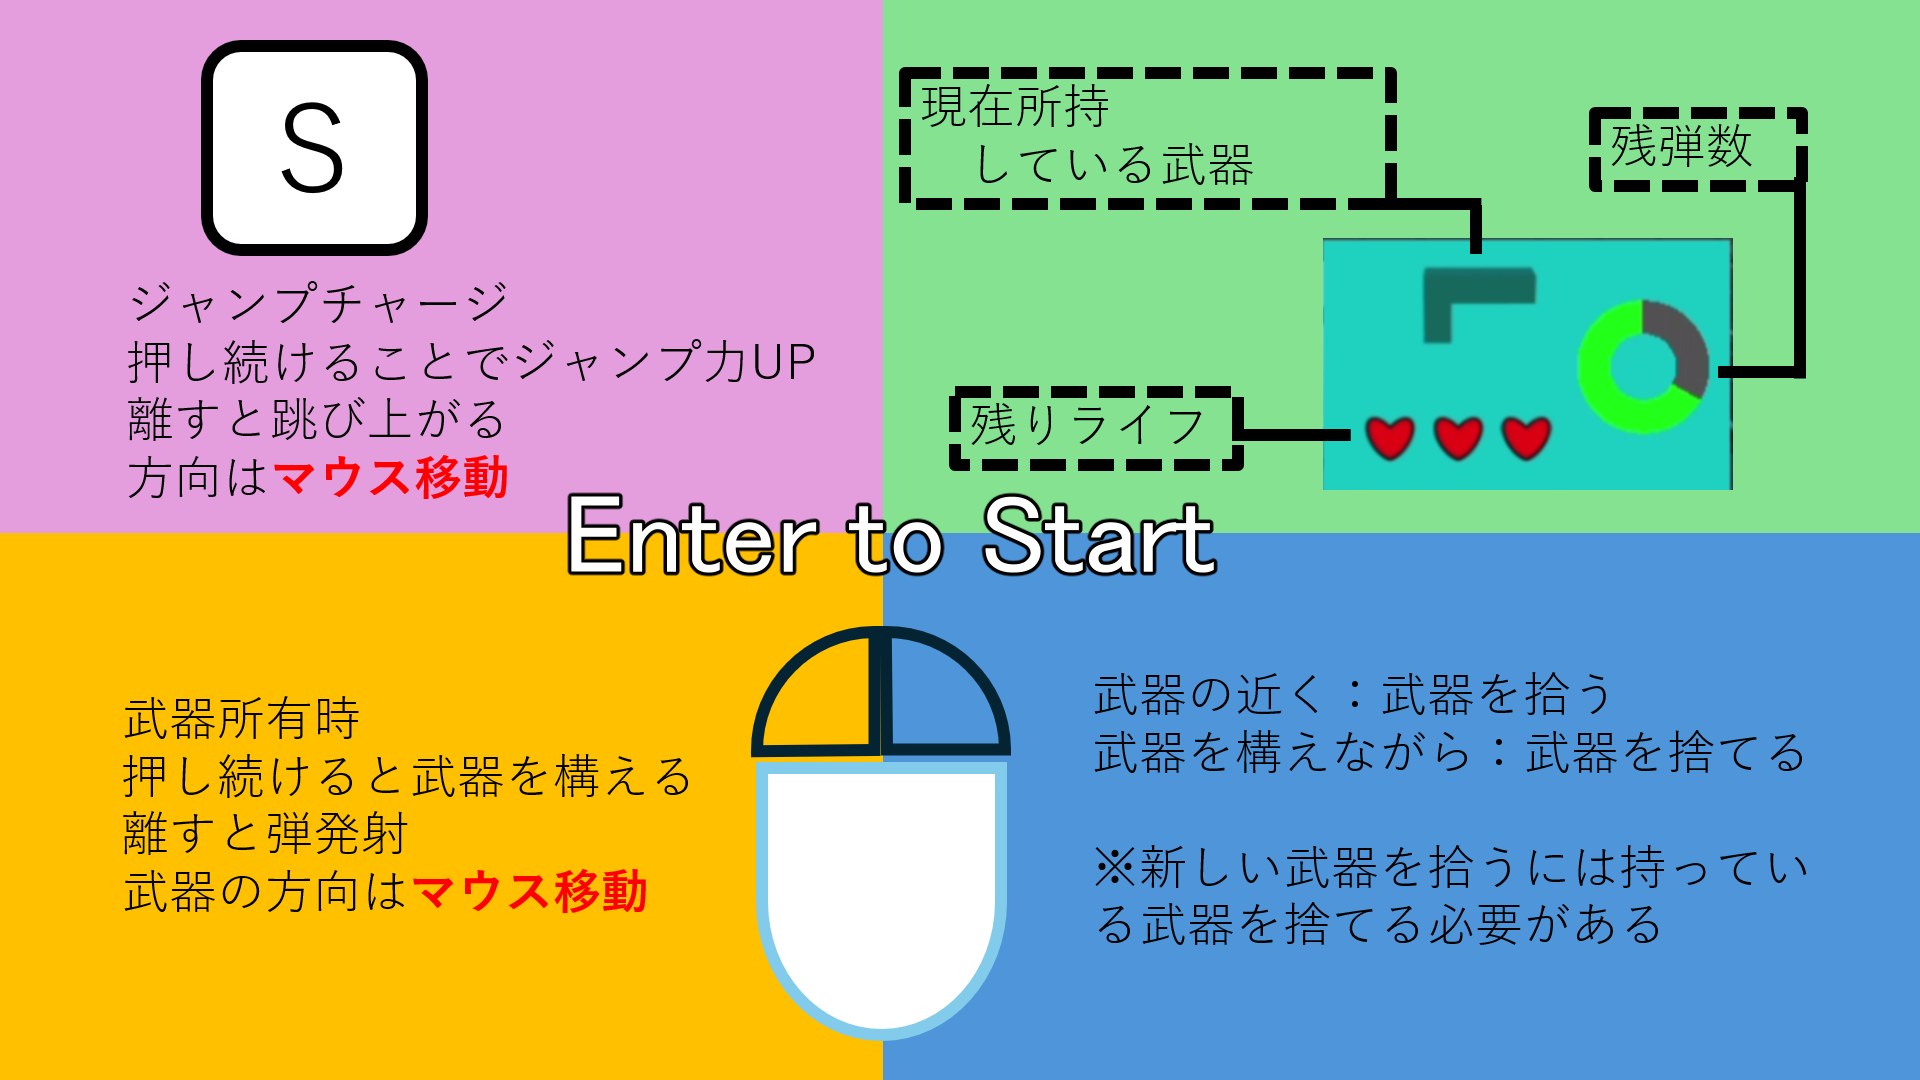 S
ジャンプチャージ
押し続けることでジャンプ力UP
離すと跳び上がる
方向はマウス移動
現在所持
している武器
残弾数
残りライフ
Enter to Start
武器所有時
押し続けると武器を構える
離すと弾発射
武器の方向はマウス移動
武器の近く：武器を拾う
武器を構えながら：武器を捨てる
※新しい武器を拾うには持ってい
る武器を捨てる必要がある